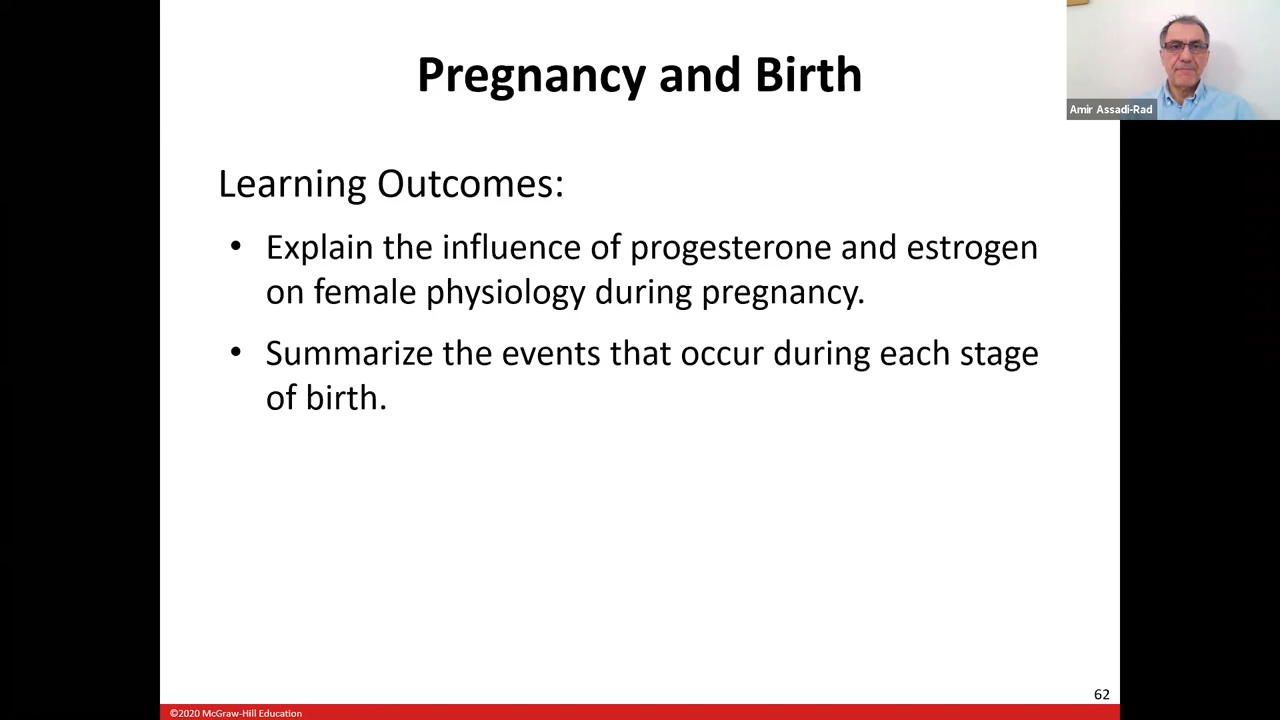 Pregnancy and Birth
Amir Assadi-Rad
Learning Outcomes:
• Explain the influence of progesterone and estrogen
on female physiology during pregnancy.
• Summarize the events that occur during each stage
of birth.
62
©2020 McGraw-Hill Education